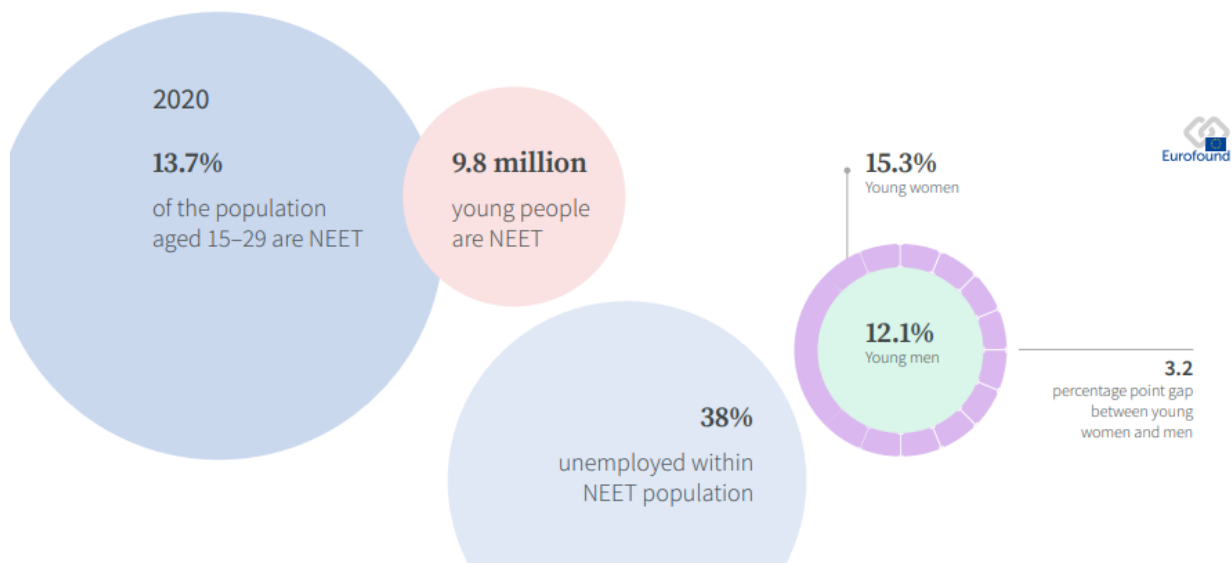 2020
13.7%
of the population
aged 15–29 are NEET
9.8 million
young people
are NEET
38%
unemployed within
NEET population
15.3%
Young women
12.1%
Young men
3.2
percentage point gap
between young
women and men
Eurofound